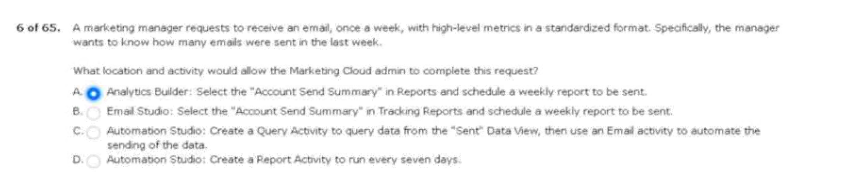 6 of 65. A marketing manager requests to receive an email, once a week, with high-level metrics in a standardized format. Specifically, the manager
wants to know how many emails were sent in the last week.
What location and activity would allow the Marketing Cloud admin to complete this request?
A. Analytics Builder: Select the "Account Send Summary" in Reports and schedule a weekly report to be sent.
B. Email Studio: Select the "Account Send Summary" in Tracking Reports and schedule a weekly report to be sent.
C. Automation Studio: Create a Query Activity to query data from the "Sent" Data View, then use an Email activity to automate the
sending of the data.
D. Automation Studio: Create a Report Activity to run every seven days.